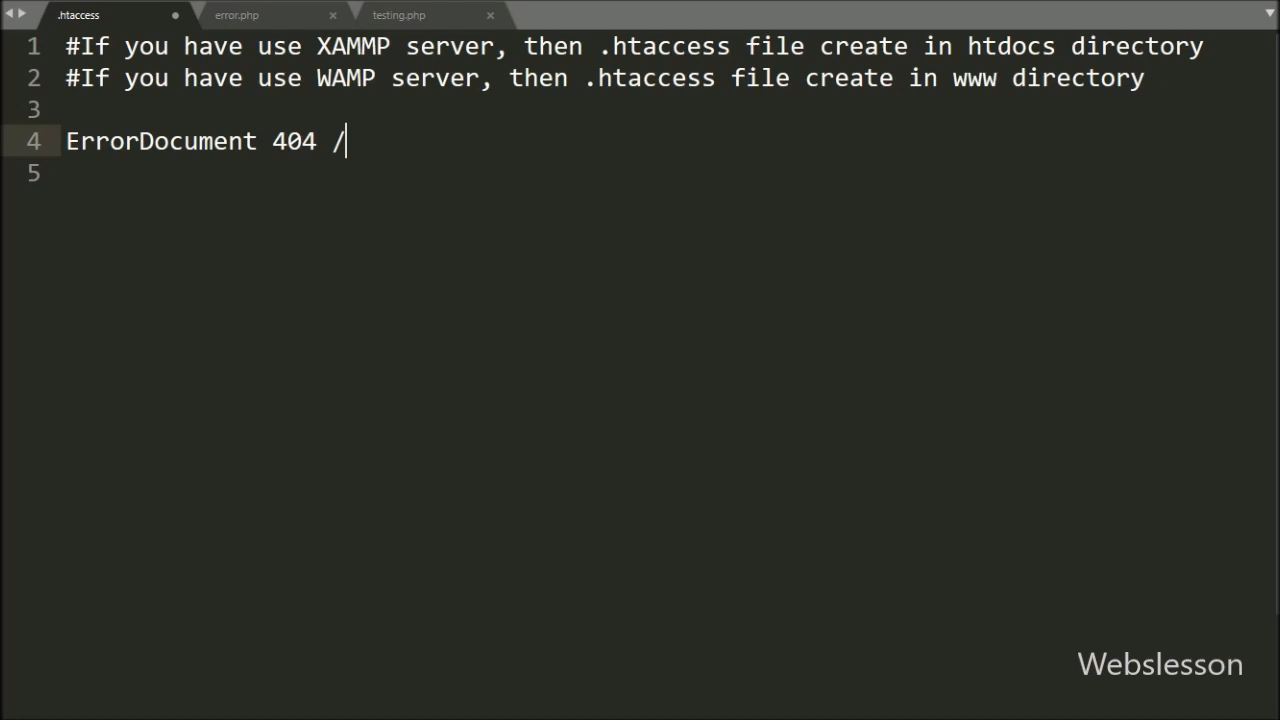 .htaccess error.php testing.php
1 #If you have use XAMMP server, then .htaccess file create in htdocs directory
2 #If you have use WAMP server, then .htaccess file create in www directory
3
4 ErrorDocument 404 /
5
Webslesson